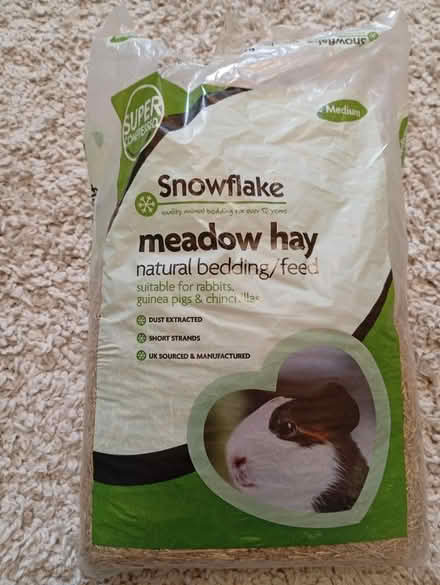 Snowflake
Medium
SUPER
COMPRESSED
Snowflake
quality animal bedding for over 50 years
meadow hay
natural bedding/feed
suitable for rabbits,
guinea pigs & chinchillas
DUST EXTRACTED
SHORT STRANDS
UK SOURCED & MANUFACTURED